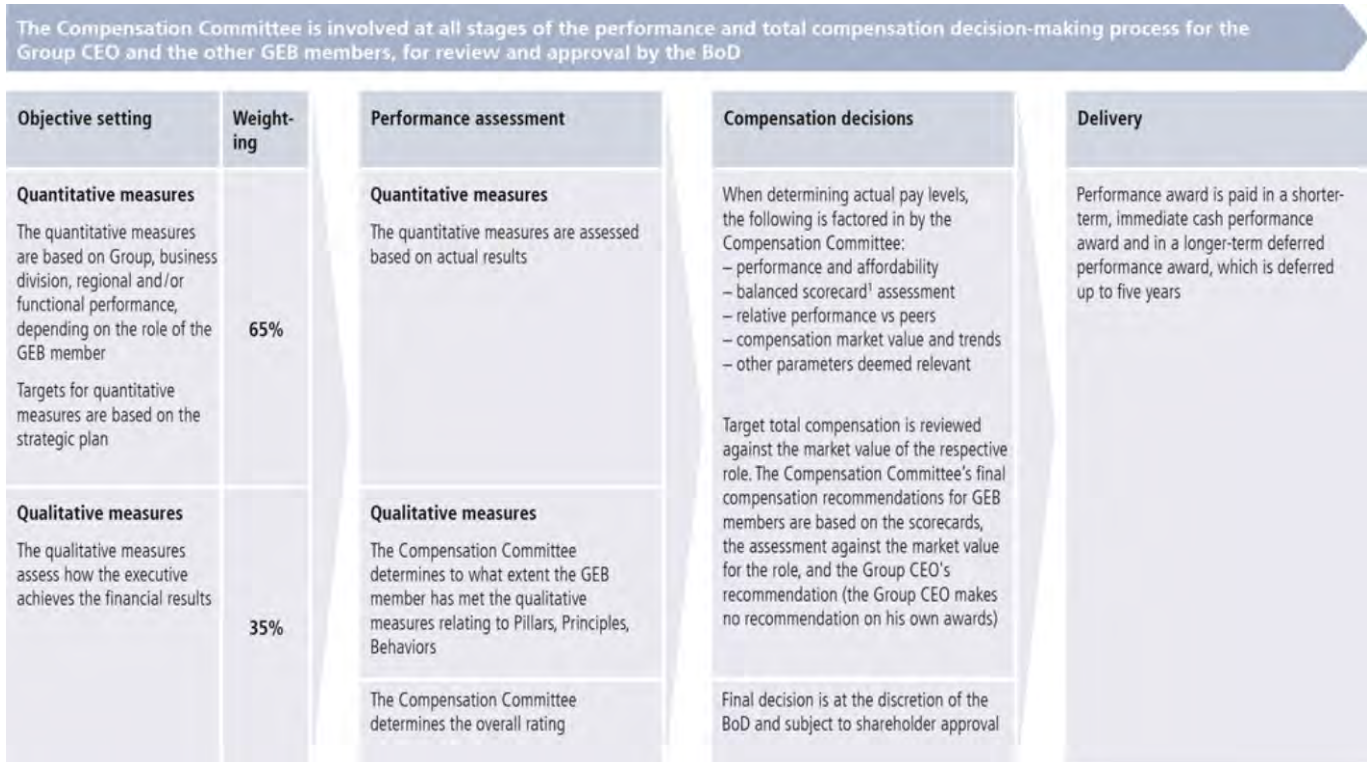 The Compensation Committee is involved at all stages of the performance and total compensation decision-making process for the
Group CEO and the other GEB members, for review and approval by the BoD
Objective setting
Weight-
ing
Quantitative measures
The quantitative measures
are based on Group, business
division, regional and/or
functional performance,
depending on the role of the
GEB member
Targets for quantitative
measures are based on the
strategic plan
65%
Qualitative measures
The qualitative measures
assess how the executive
achieves the financial results
35%
Performance assessment
Quantitative measures
The quantitative measures are assessed
based on actual results
Qualitative measures
The Compensation Committee
determines to what extent the GEB
member has met the qualitative
measures relating to Pillars, Principles,
Behaviors
The Compensation Committee
determines the overall rating
Compensation decisions
When determining actual pay levels,
the following is factored in by the
Compensation Committee:
– performance and affordability
– balanced scorecard¹ assessment
– relative performance vs peers
– compensation market value and trends
– other parameters deemed relevant
Target total compensation is reviewed
against the market value of the respective
role. The Compensation Committee's final
compensation recommendations for GEB
members are based on the scorecards,
the assessment against the market value
for the role, and the Group CEO's
recommendation (the Group CEO makes
no recommendation on his own awards)
Final decision is at the discretion of the
BoD and subject to shareholder approval
Delivery
Performance award is paid in a shorter-
term, immediate cash performance
award and in a longer-term deferred
performance award, which is deferred
up to five years